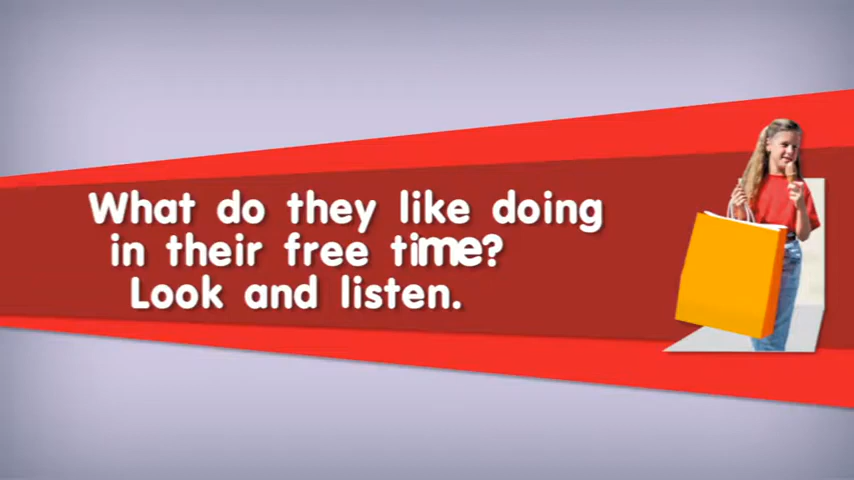 What do they like doing
in their free time?
Look and listen.